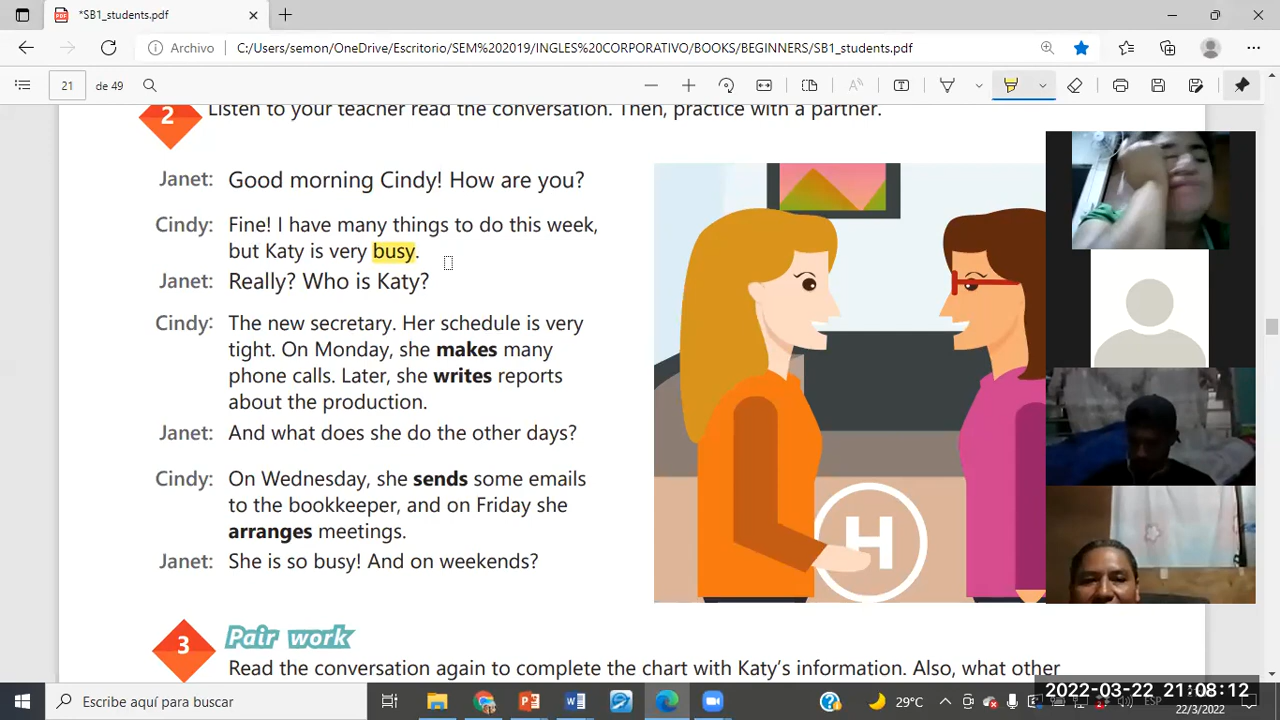 *SB1_students.pdf
Archivo
C:/Users/semon/OneDrive/Escritorio/SEM%202019/INGLES%20CORPORATIVO/BOOKS/BEGINNERS/SB1_students.pdf
21
de 49
2
Listen to your teacher read the conversation. Then, practice with a partner.
Janet: Good morning Cindy! How are you?
Cindy: Fine! I have many things to do this week,
but Katy is very busy.
Janet: Really? Who is Katy?
Cindy: The new secretary. Her schedule is very
tight. On Monday, she makes many
phone calls. Later, she writes reports
about the production.
Janet: And what does she do the other days?
Cindy: On Wednesday, she sends some emails
to the bookkeeper, and on Friday she
arranges meetings.
Janet: She is so busy! And on weekends?
H
3
Pair work
Read the conversation again to complete the chart with Katy's information. Also, what other
Escribe aquí para buscar
29°C
2022-03-22 21:08:12
ESP
22/3/2022